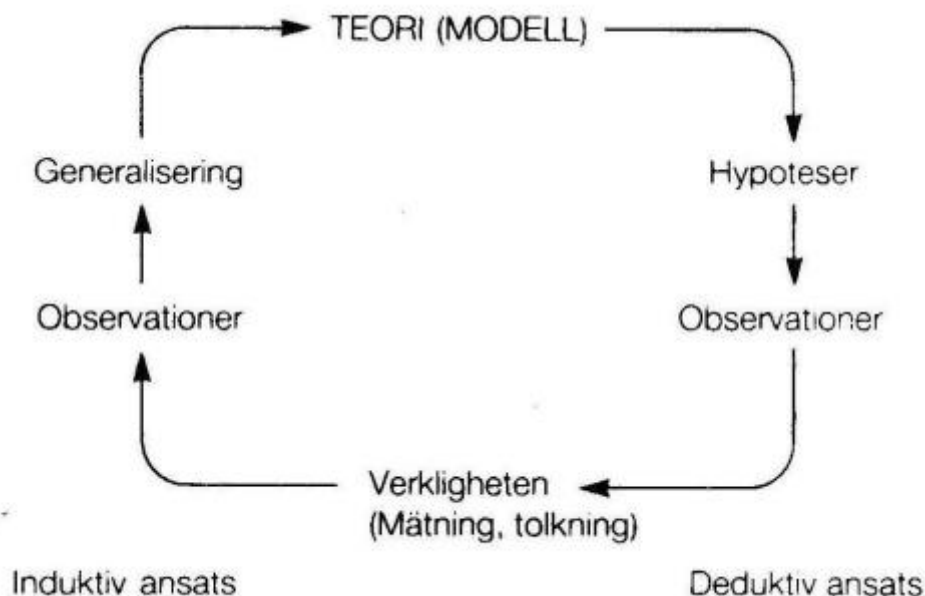 TEORI (MODELL)
Generalisering
Hypoteser
Observationer
Observationer
Verkligheten
(Mätning, tolkning)
Induktiv ansats
Deduktiv ansats